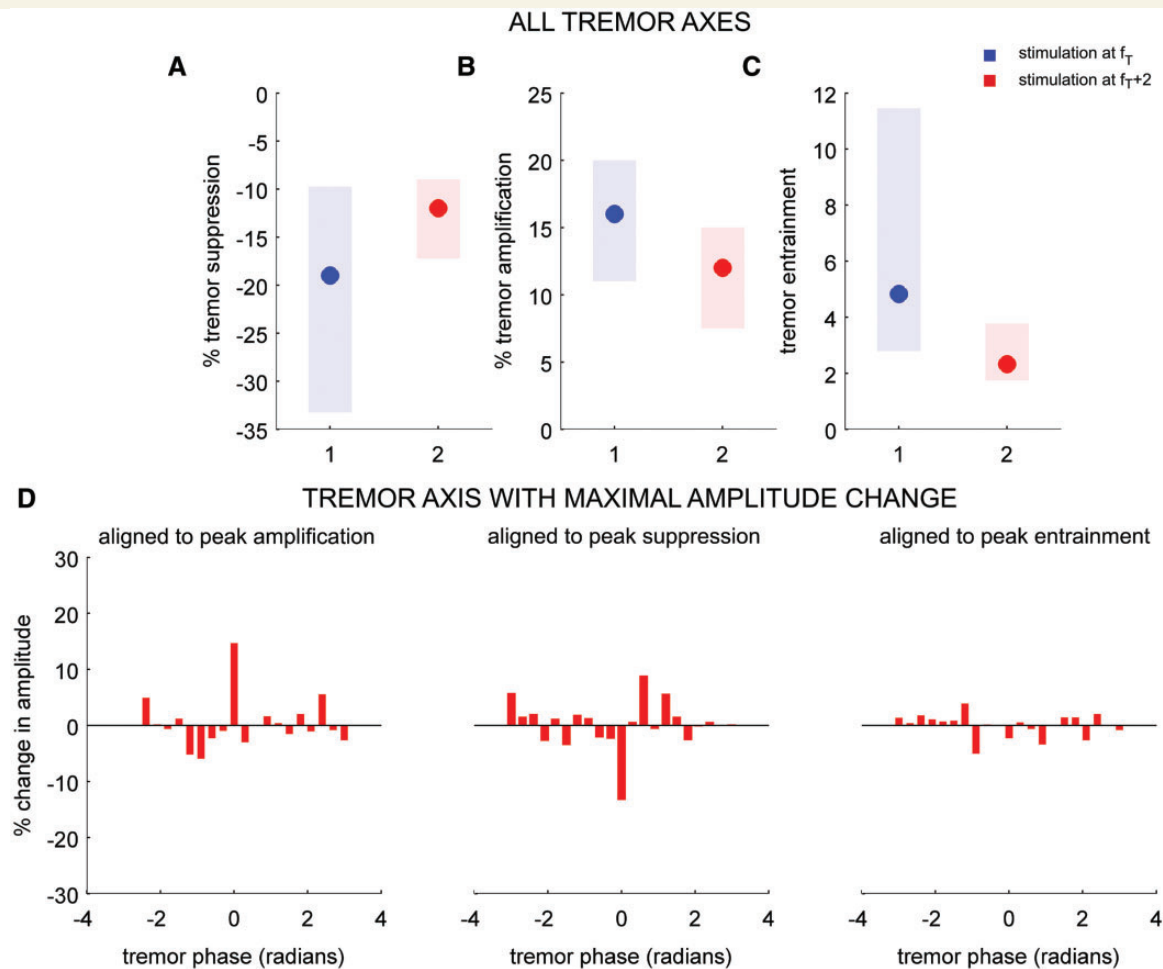 ALL TREMOR AXES
A
B
C
stimulation at fT
stimulation at fT+2
% tremor suppression
0
-5
-10
-15
-20
-25
-30
-35
1 2
% tremor amplification
25
20
15
10
5
0
1 2
tremor entrainment
12
10
8
6
4
2
0
1 2
D
TREMOR AXIS WITH MAXIMAL AMPLITUDE CHANGE
aligned to peak amplification
aligned to peak suppression
aligned to peak entrainment
% change in amplitude
30
20
10
0
-10
-20
-30
-4 -2 0 2 4
-4 -2 0 2 4
-4 -2 0 2 4
tremor phase (radians)
tremor phase (radians)
tremor phase (radians)